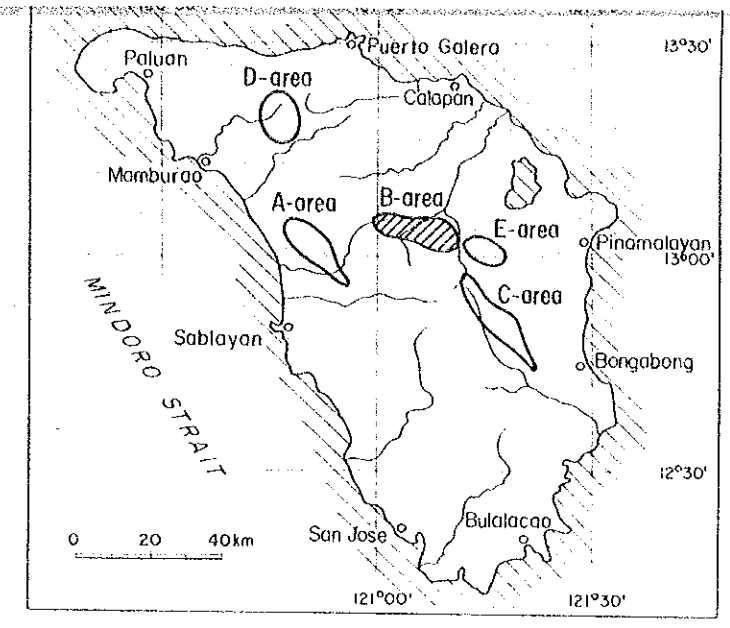 Puerto Galera
13°30'
Paluan
D-area
Calapan
Mamburao
A-area
B-area
E-area
Pinamalayan
13°00'
C-area
MINDORO STRAIT
Sablayan
Bongabong
12°30'
San Jose
Bulalacao
0 20 40km
121°00'
121°30'